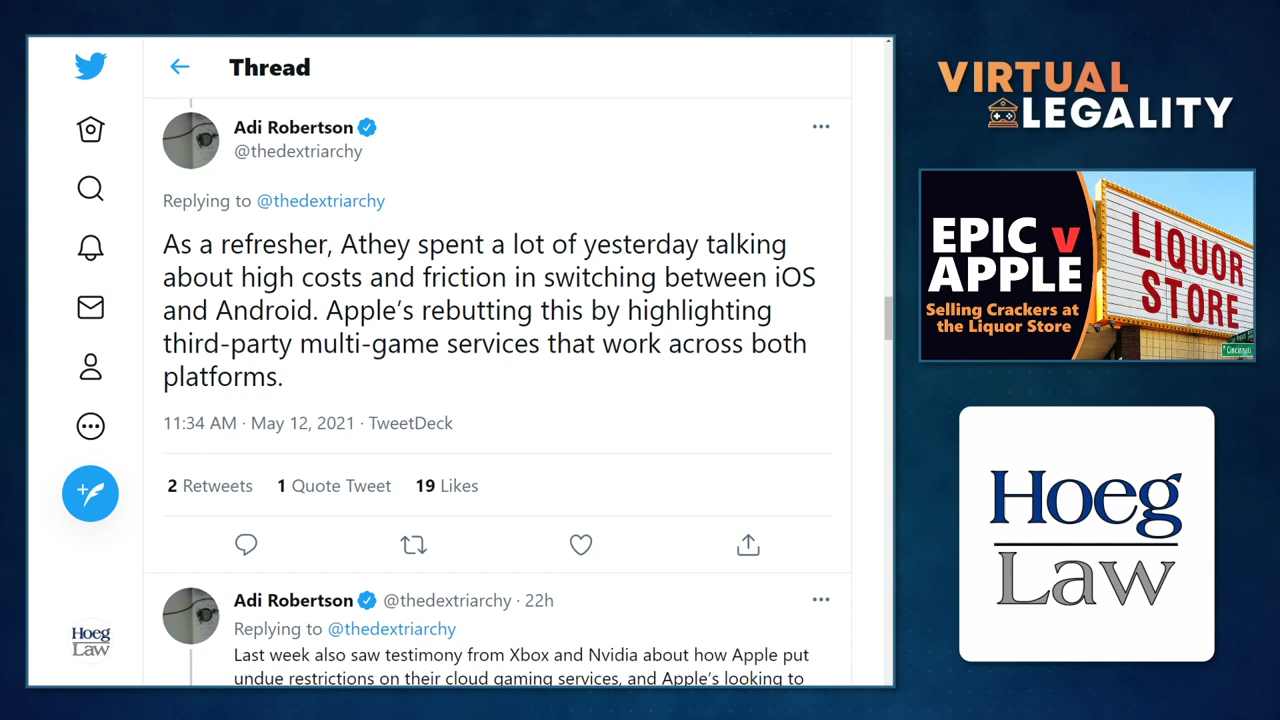 Thread
Adi Robertson
@thedextriarchy
Replying to @thedextriarchy
As a refresher, Athey spent a lot of yesterday talking
about high costs and friction in switching between iOS
and Android. Apple’s rebutting this by highlighting
third-party multi-game services that work across both
platforms.
11:34 AM · May 12, 2021 · TweetDeck
2 Retweets 1 Quote Tweet 19 Likes
Adi Robertson @thedextriarchy · 22h
Replying to @thedextriarchy
Last week also saw testimony from Xbox and Nvidia about how Apple put
undue restrictions on their cloud gaming services, and Apple’s looking to
Hoeg
Law
VIRTUAL
LEGALITY
EPIC v
APPLE
Selling Crackers at
the Liquor Store
LIQUOR
STORE
Cincinnati
Hoeg
Law